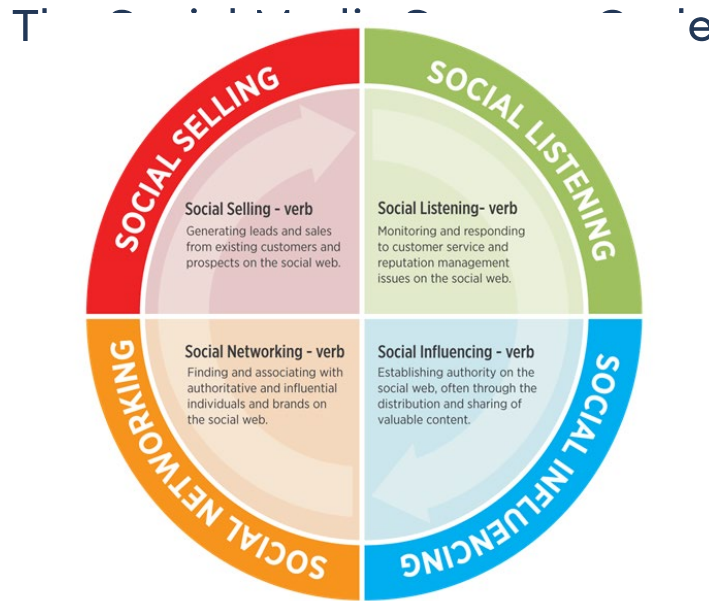 SOCIAL SELLING
SOCIAL LISTENING
Social Selling - verb
Generating leads and sales
from existing customers and
prospects on the social web.
Social Listening- verb
Monitoring and responding
to customer service and
reputation management
issues on the social web.
Social Networking - verb
Finding and associating with
authoritative and influential
individuals and brands on
the social web.
Social Influencing - verb
Establishing authority on the
social web, often through the
distribution and sharing of
valuable content.
SOCIAL NETWORKING
SOCIAL INFLUENCING